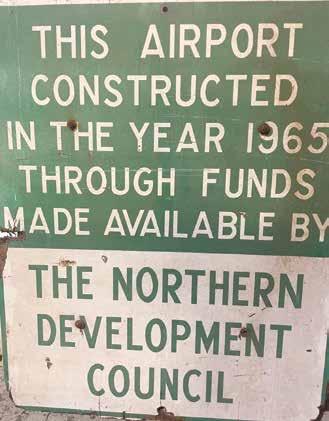 THIS AIRPORT
CONSTRUCTED
IN THE YEAR 1965
THROUGH FUNDS
MADE AVAILABLE BY
THE NORTHERN
DEVELOPMENT
COUNCIL